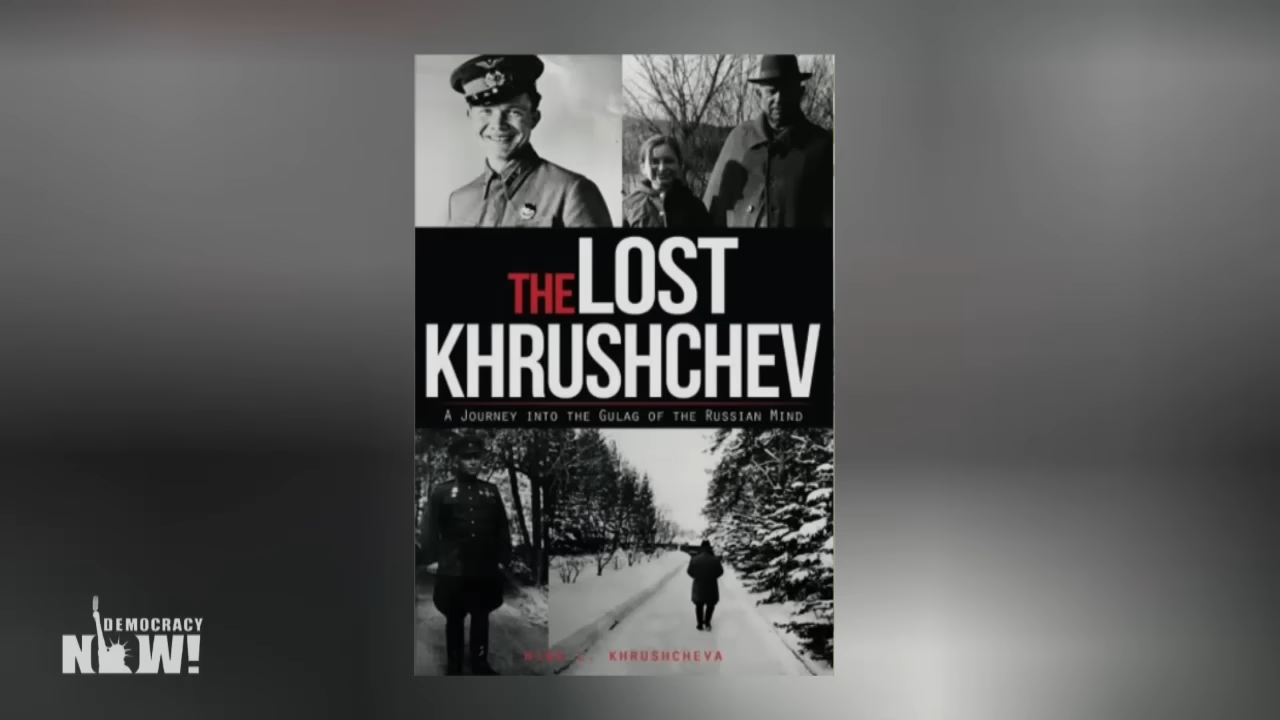 THE LOST
KHRUSHCHEV
A JOURNEY INTO THE GULAG OF THE RUSSIAN MIND
KHRUSHCHEVA
DEMOCRACY
NOW!